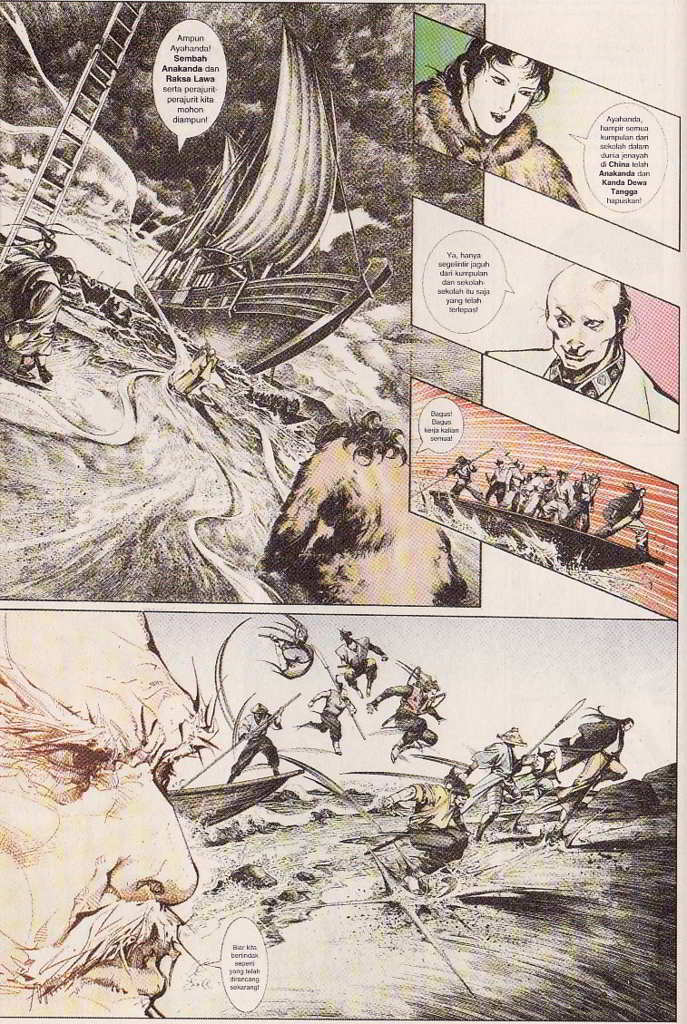 Ampun
Ayahanda!
Sembah
Anakanda dan
Raksa Lawa
serta perajurit-
perajurit kita
mohon
diampun!
Ayahanda,
hampir semua
kumpulan dari
sekolah dalam
dunia jenayah
di China telah
Anakanda dan
Kanda Dewa
Tangga
hapuskan!
Ya, hanya
segelintir jaguh
dari kumpulan
dan sekolah-
sekolah itu saja
yang telah
terlepas!
Bagus!
Bagus
kerja kalian
semua!
Biar kita
bertindak
seperti
yang telah
dirancang
sekarang!